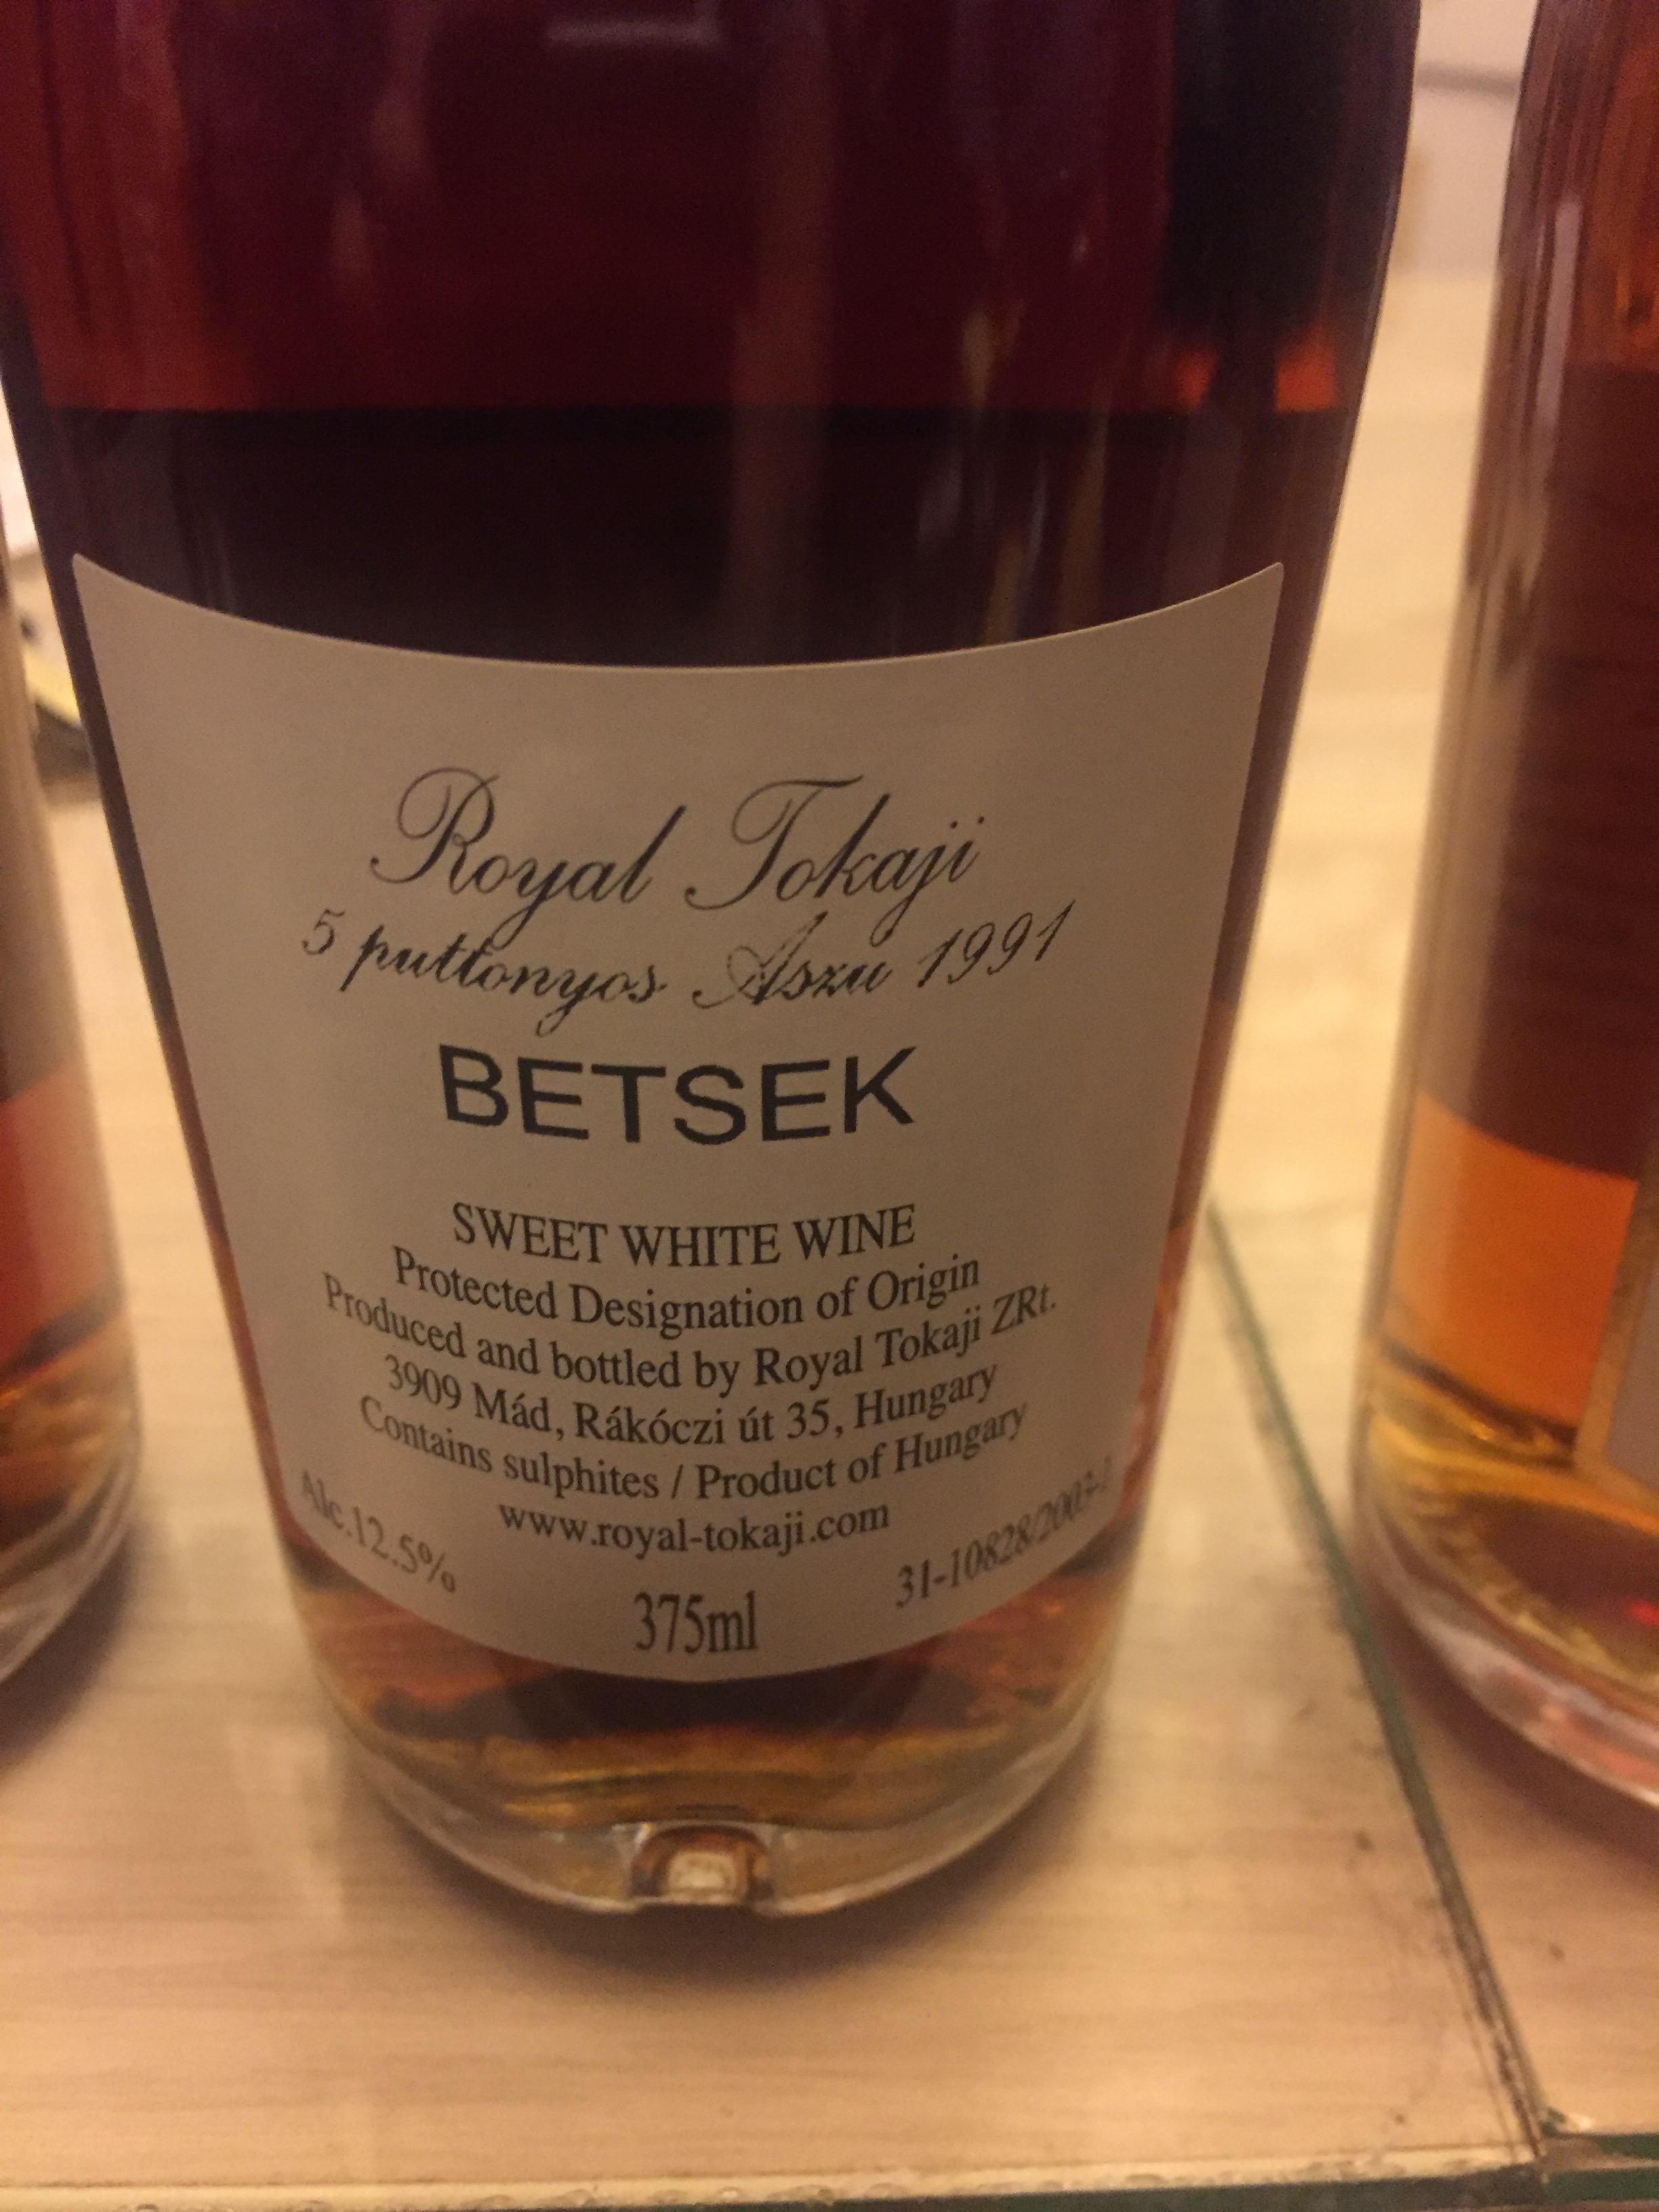 Royal Tokaji
5 puttonyos Aszu 1991
BETSEK
SWEET WHITE WINE
Protected Designation of Origin
Produced and bottled by Royal Tokaji ZRt.
3909 Mád, Rákóczi út 35, Hungary
Contains sulphites / Product of Hungary
www.royal-tokaji.com
Alc.12.5%
375ml